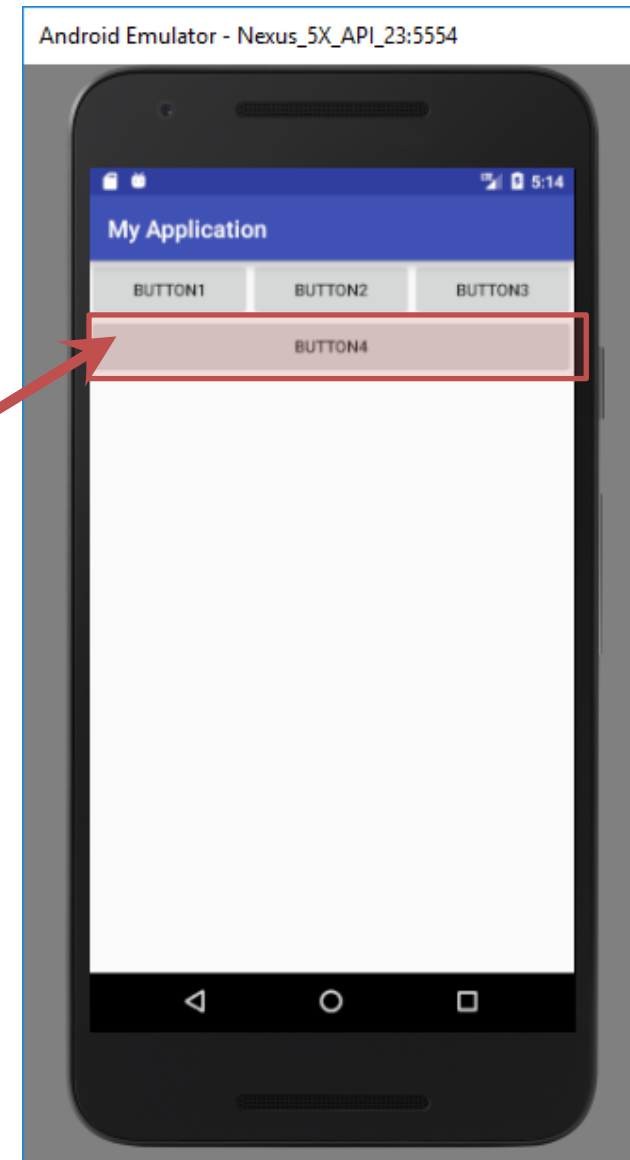 Android Emulator - Nexus_5X_API_23:5554
5:14
My Application
BUTTON1 BUTTON2 BUTTON3
BUTTON4